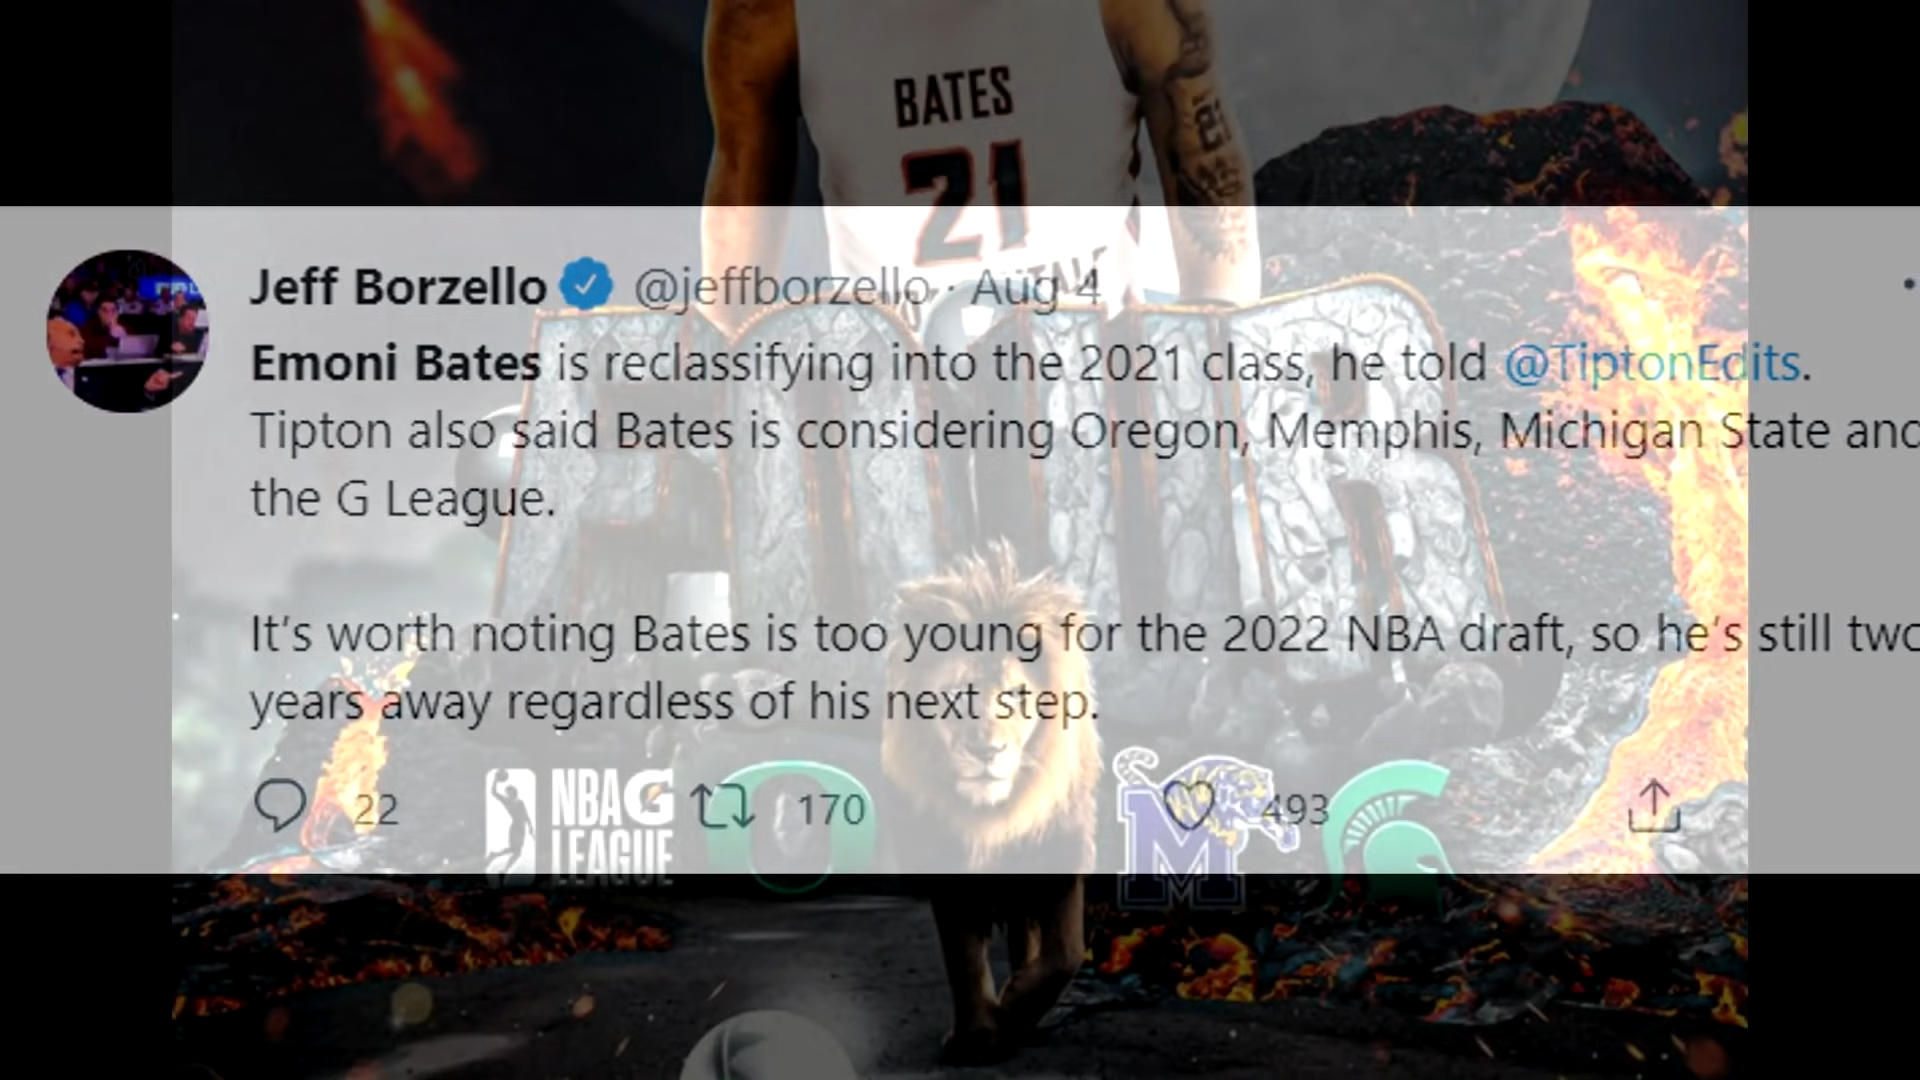 BATES
21
Jeff Borzello @jeffborzello · Aug 4
Emoni Bates is reclassifying into the 2021 class, he told @TiptonEdits.
Tipton also said Bates is considering Oregon, Memphis, Michigan State and
the G League.
It's worth noting Bates is too young for the 2022 NBA draft, so he's still two
years away regardless of his next step.
22 170 493
NBA G
LEAGUE
O
M